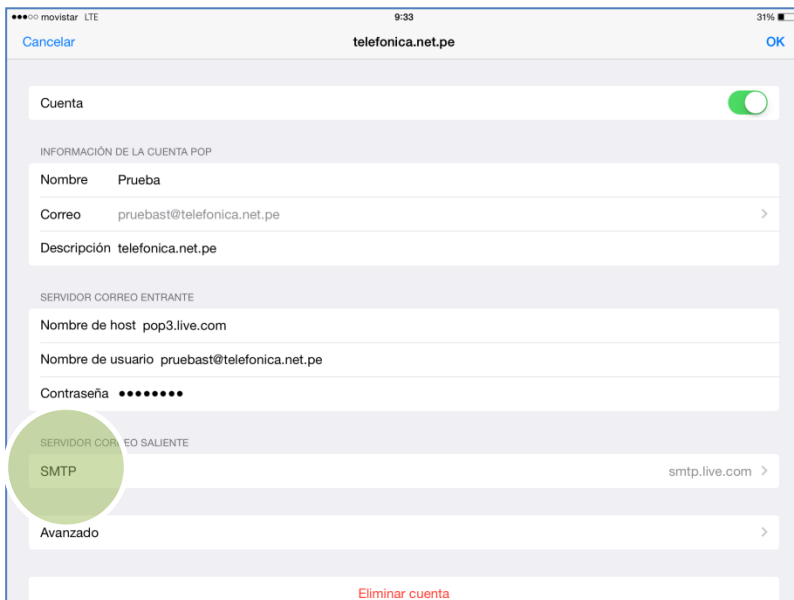 movistar LTE 9:33 31%
Cancelar telefonica.net.pe OK
Cuenta
INFORMACIÓN DE LA CUENTA POP
Nombre Prueba
Correo pruebast@telefonica.net.pe
Descripción telefonica.net.pe
SERVIDOR CORREO ENTRANTE
Nombre de host pop3.live.com
Nombre de usuario pruebast@telefonica.net.pe
Contraseña ••••••••
SERVIDOR CORREO SALIENTE
SMTP smtp.live.com
Avanzado
Eliminar cuenta